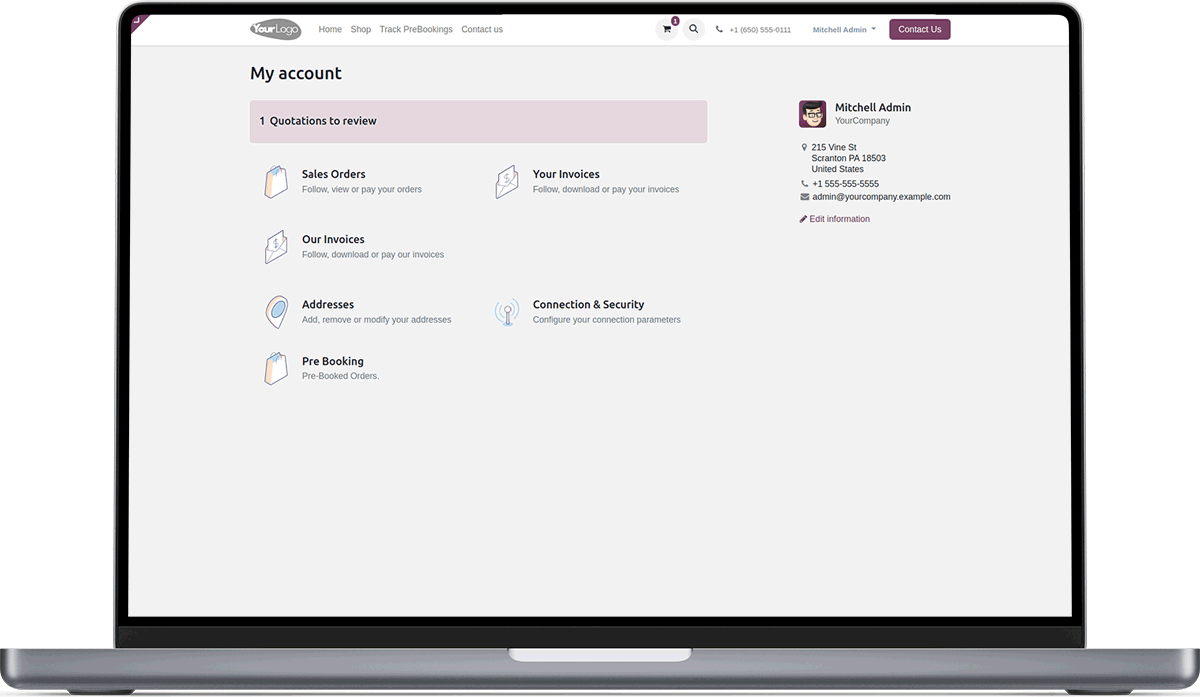 YourLogo
Home
Shop
Track PreBookings
Contact us
1
+1 (650) 555-0111
Mitchell Admin
Contact Us
My account
1 Quotations to review
Sales Orders
Follow, view or pay your orders
Your Invoices
Follow, download or pay your invoices
Our Invoices
Follow, download or pay our invoices
Addresses
Add, remove or modify your addresses
Connection & Security
Configure your connection parameters
Pre Booking
Pre-Booked Orders.
Mitchell Admin
YourCompany
215 Vine St
Scranton PA 18503
United States
+1 555-555-5555
admin@yourcompany.example.com
Edit information